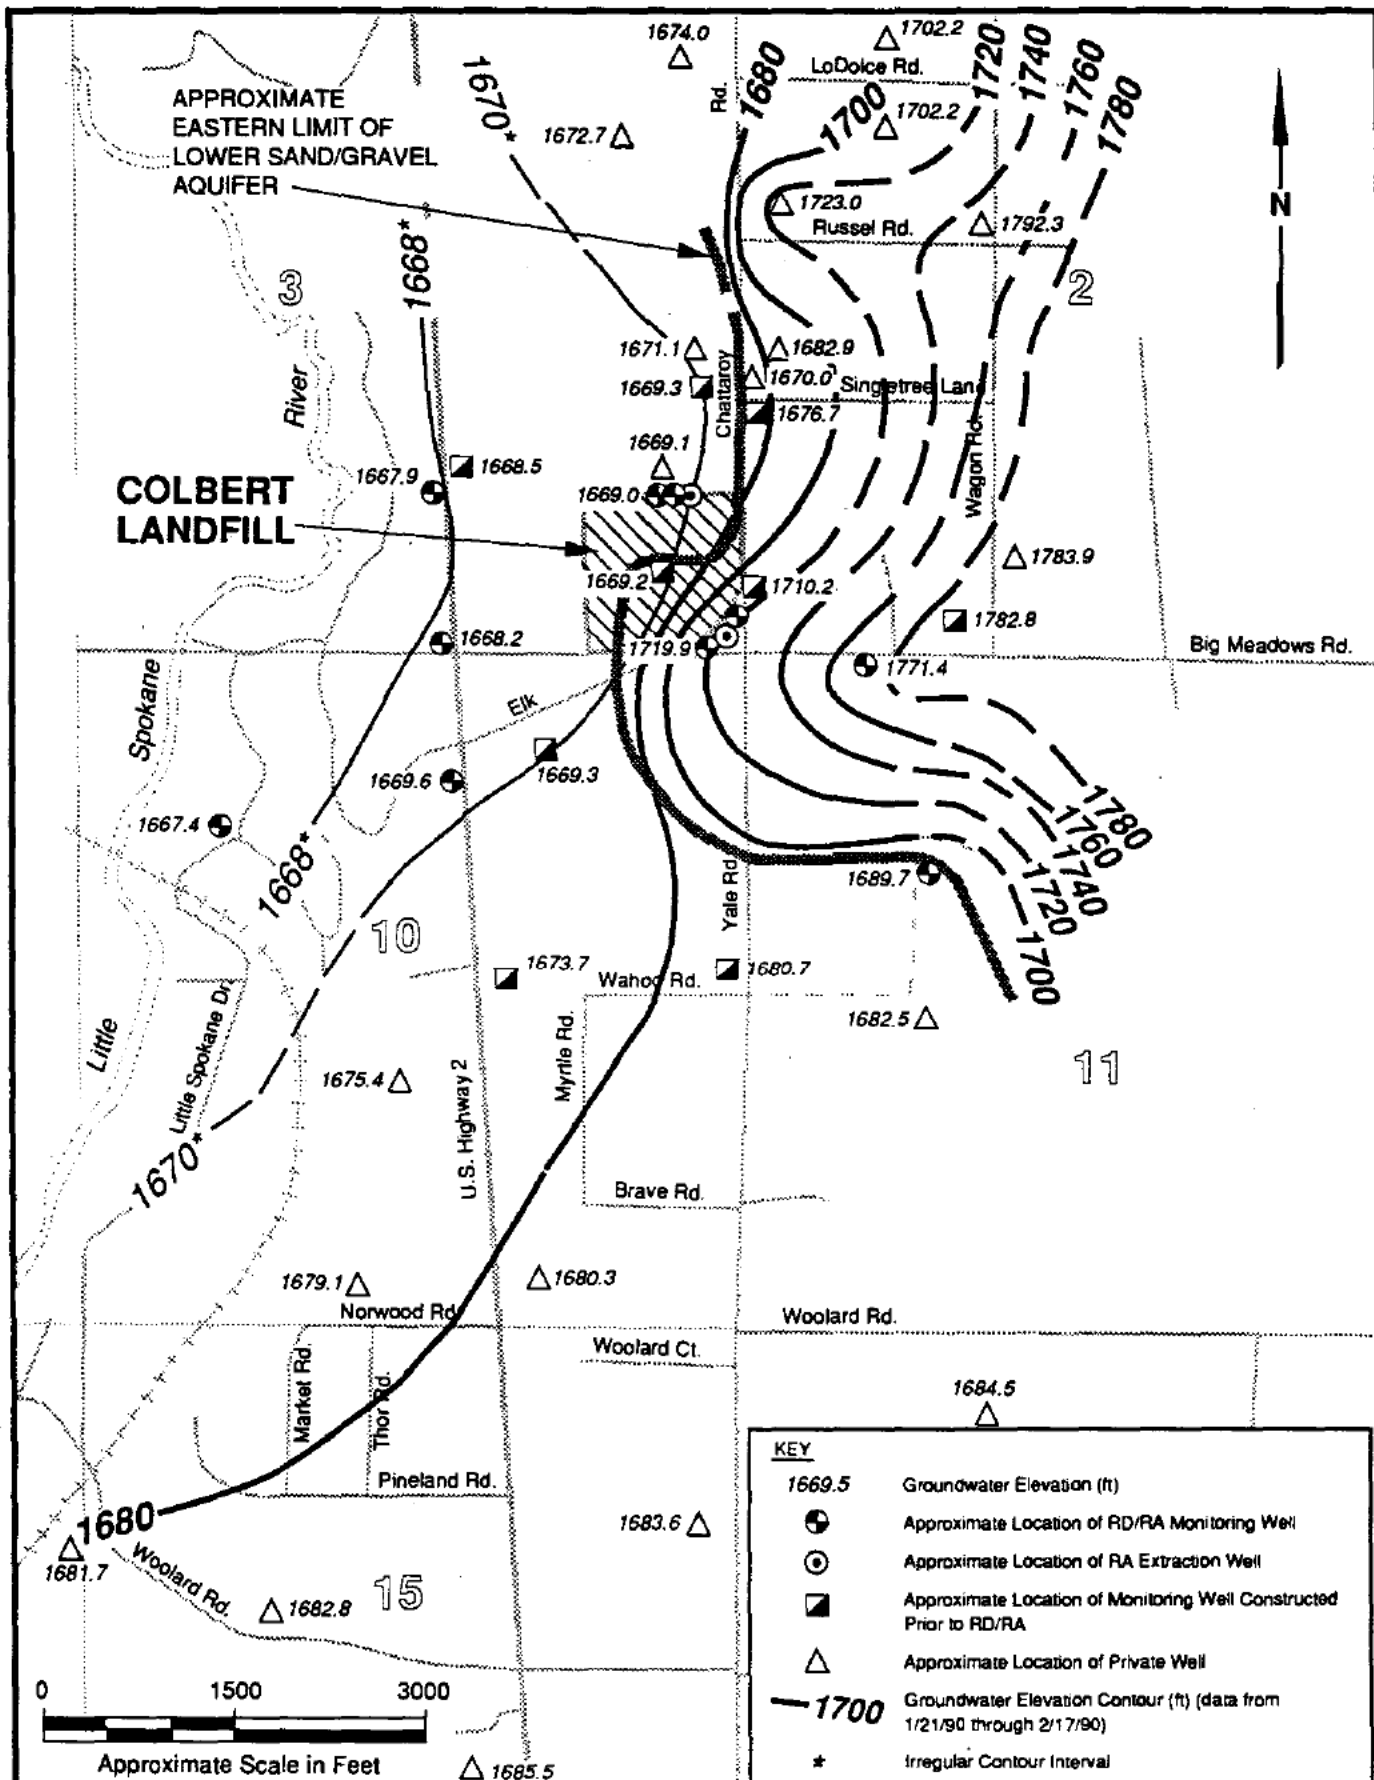 1674.0
1702.2
LoDolce Rd.
1720
1740
1760
1780
1680
1700
1670*
Rd.
APPROXIMATE
EASTERN LIMIT OF
LOWER SAND/GRAVEL
AQUIFER
1672.7
1702.2
N
1723.0
Russel Rd.
1792.3
1668*
3
2
River
1671.1
1682.9
Chattaroy
1669.3
1670.0
Singletree Lane
1676.7
1669.1
Wagon Rd.
1667.9
1668.5
COLBERT
LANDFILL
1669.0
1783.9
1669.2
1710.2
1782.8
1668.2
1719.9
1771.4
Big Meadows Rd.
Spokane
Elk
1669.3
1669.6
1667.4
1668*
1780
1760
1740
1720
1700
1689.7
Yale Rd.
10
1673.7
1680.7
Wahoo Rd.
1682.5
Little
Little Spokane Dr.
U.S. Highway 2
Myrtle Rd.
11
1675.4
1670*
Brave Rd.
1679.1
1680.3
Norwood Rd.
Woolard Rd.
Woolard Ct.
Market Rd.
Thor Rd.
1684.5
Pineland Rd.
1680
1683.6
1681.7
Woolard Rd.
1682.8
15
0 1500 3000
Approximate Scale in Feet
1685.5
KEY
1669.5 Groundwater Elevation (ft)
Approximate Location of RD/RA Monitoring Well
Approximate Location of RA Extraction Well
Approximate Location of Monitoring Well Constructed
Prior to RD/RA
Approximate Location of Private Well
1700 Groundwater Elevation Contour (ft) (data from
1/21/90 through 2/17/90)
* Irregular Contour Interval